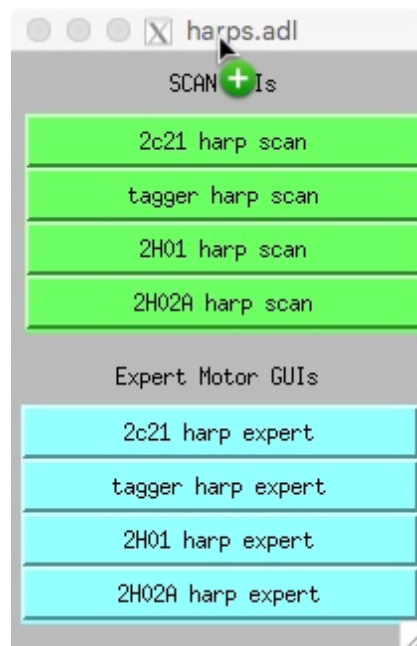 harps.adl
SCAN Is
2c21 harp scan
tagger harp scan
2H01 harp scan
2H02A harp scan
Expert Motor GUIs
2c21 harp expert
tagger harp expert
2H01 harp expert
2H02A harp expert